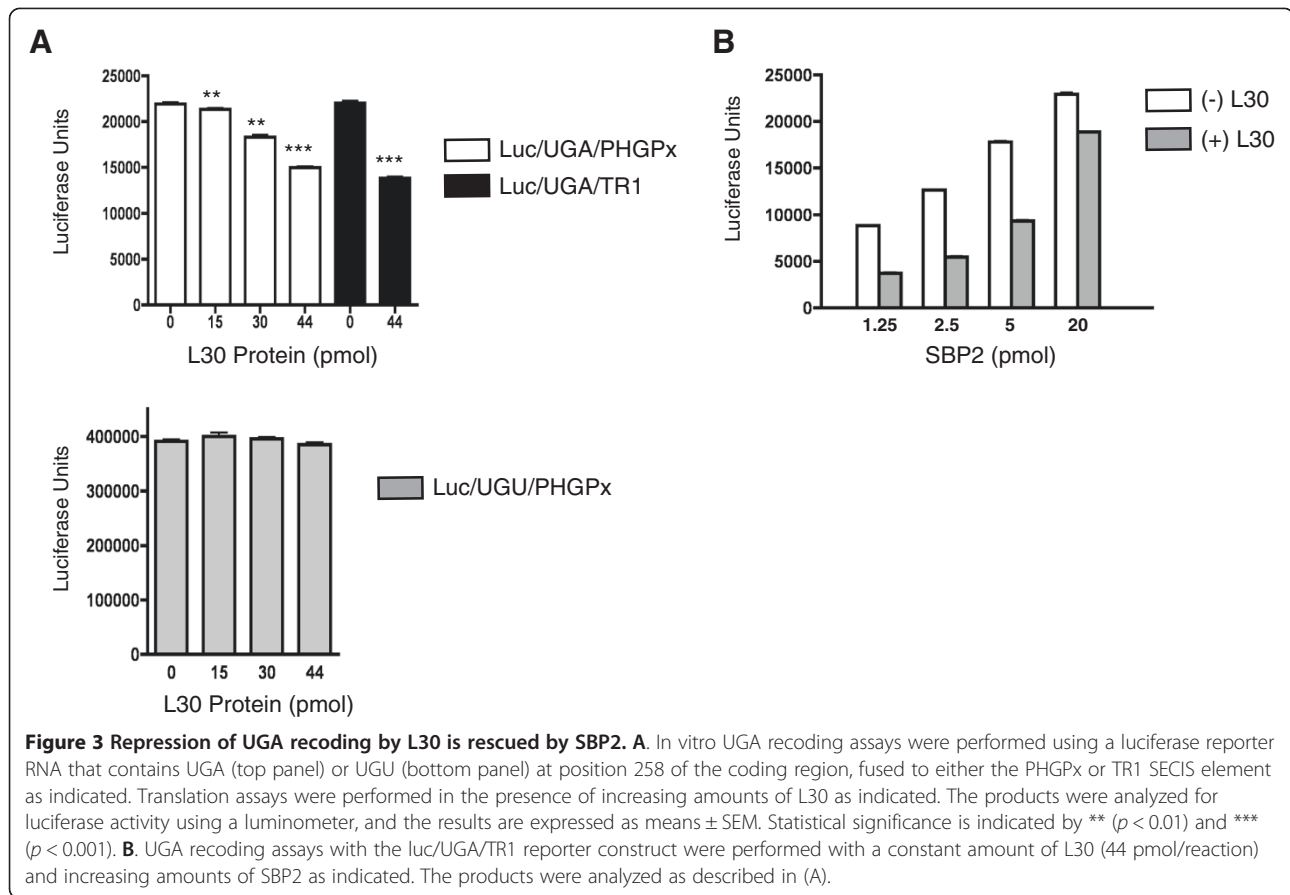 A
25000
20000
15000
10000
5000
0
Luciferase Units
** ** *** ***
0 15 30 44 0 44
L30 Protein (pmol)
Luc/UGA/PHGPx
Luc/UGA/TR1
B
25000
20000
15000
10000
5000
0
Luciferase Units
1.25 2.5 5 20
SBP2 (pmol)
(-) L30
(+) L30
400000
300000
200000
100000
0
Luciferase Units
0 15 30 44
L30 Protein (pmol)
Luc/UGU/PHGPx
Figure 3 Repression of UGA recoding by L30 is rescued by SBP2. A. In vitro UGA recoding assays were performed using a luciferase reporter
RNA that contains UGA (top panel) or UGU (bottom panel) at position 258 of the coding region, fused to either the PHGPx or TR1 SECIS element
as indicated. Translation assays were performed in the presence of increasing amounts of L30 as indicated. The products were analyzed for
luciferase activity using a luminometer, and the results are expressed as means ± SEM. Statistical significance is indicated by ** (p < 0.01) and ***
(p < 0.001). B. UGA recoding assays with the luc/UGA/TR1 reporter construct were performed with a constant amount of L30 (44 pmol/reaction)
and increasing amounts of SBP2 as indicated. The products were analyzed as described in (A).